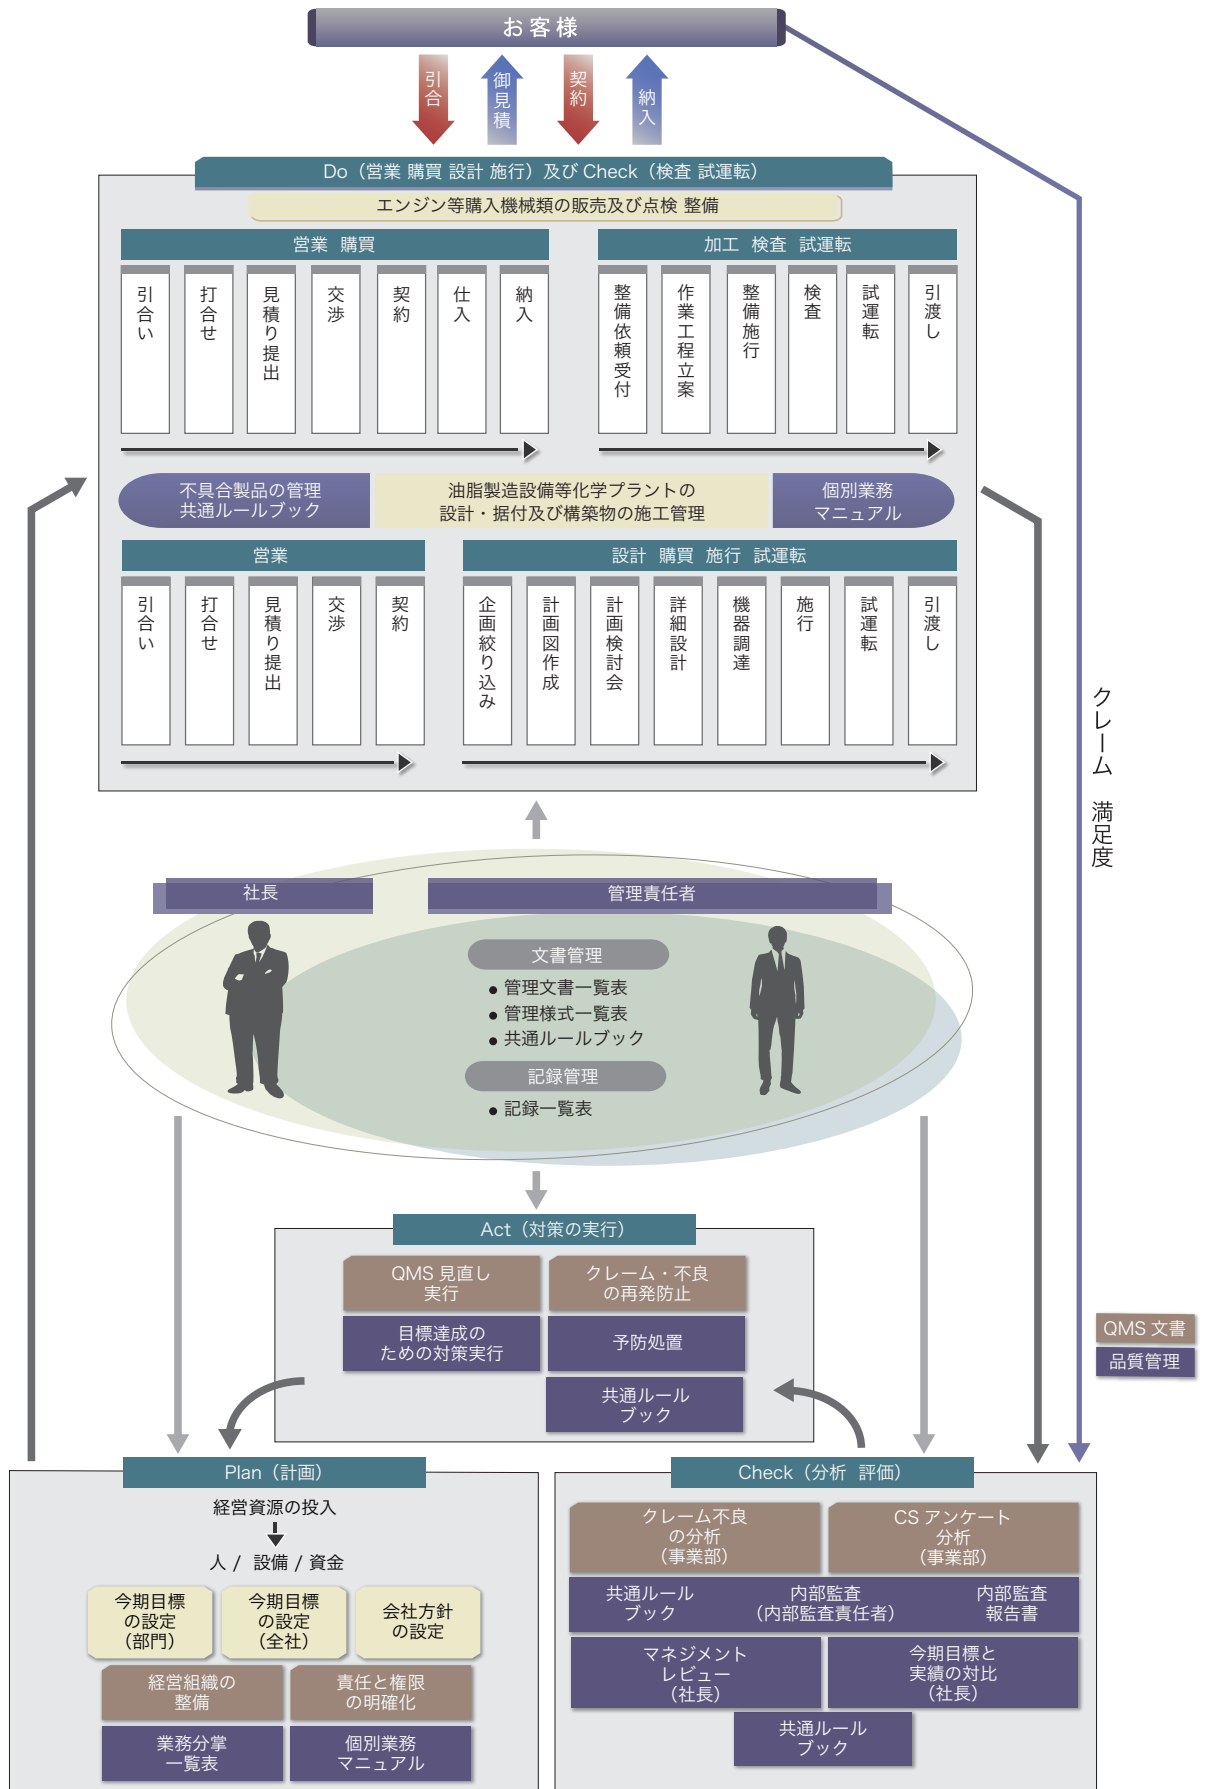 お客様
引合
御見積
契約
納入
Do（営業 購買 設計 施行）及び Check（検査 試運転）
エンジン等購入機械類の販売及び点検 整備
営業 購買
引合い
打合せ
見積り提出
交渉
契約
仕入
納入
加工 検査 試運転
整備依頼受付
作業工程立案
整備施行
検査
試運転
引渡し
不具合製品の管理
共通ルールブック
油脂製造設備等化学プラントの
設計・据付及び構築物の施工管理
個別業務
マニュアル
営業
引合い
打合せ
見積り提出
交渉
契約
設計 購買 施行 試運転
企画絞り込み
計画図作成
計画検討会
詳細設計
機器調達
施行
試運転
引渡し
クレーム 満足度
社長
管理責任者
文書管理
● 管理文書一覧表
● 管理様式一覧表
● 共通ルールブック
記録管理
● 記録一覧表
Act（対策の実行）
QMS 見直し
実行
クレーム・不良
の再発防止
目標達成の
ための対策実行
予防処置
共通ルール
ブック
QMS 文書
品質管理
Plan（計画）
経営資源の投入
人 / 設備 / 資金
今期目標
の設定
（部門）
今期目標
の設定
（全社）
会社方針
の設定
経営組織の
整備
責任と権限
の明確化
業務分掌
一覧表
個別業務
マニュアル
Check（分析 評価）
クレーム不良
の分析
（事業部）
CS アンケート
分析
（事業部）
共通ルール
ブック
内部監査
（内部監査責任者）
内部監査
報告書
マネジメント
レビュー
（社長）
今期目標と
実績の対比
（社長）
共通ルール
ブック